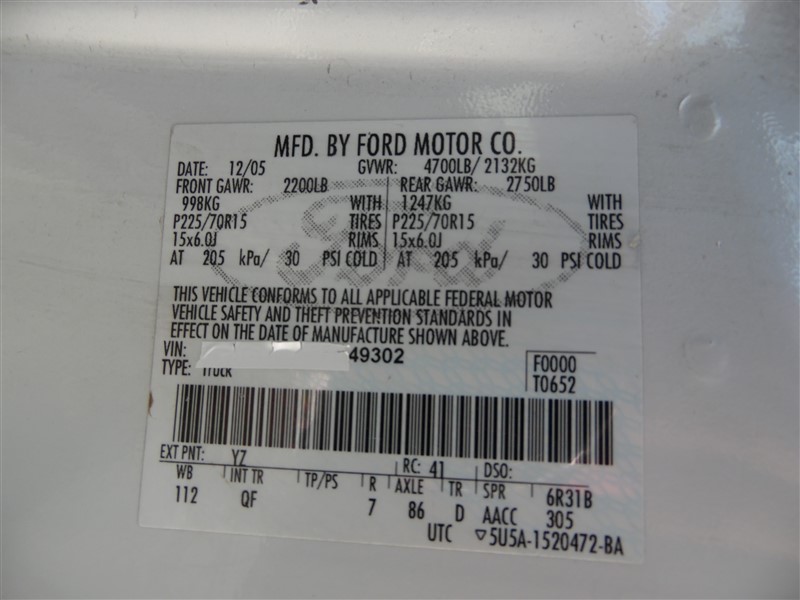 MFD. BY FORD MOTOR CO.
DATE: 12/05 GVWR: 4700LB/ 2132KG
FRONT GAWR: 2200LB REAR GAWR: 2750LB
998KG WITH 1247KG WITH
P225/70R15 TIRES P225/70R15 TIRES
15x6.0J RIMS 15x6.0J RIMS
AT 205 kPa/ 30 PSI COLD AT 205 kPa/ 30 PSI COLD
THIS VEHICLE CONFORMS TO ALL APPLICABLE FEDERAL MOTOR
VEHICLE SAFETY AND THEFT PREVENTION STANDARDS IN
EFFECT ON THE DATE OF MANUFACTURE SHOWN ABOVE.
VIN: 49302
F0000
TYPE: TRUCK
T0652
EXT PNT: YZ RC: 41 DSO:
WB INT TR TP/PS R AXLE TR SPR 6R31B
112 QF 7 86 D AACC 305
UTC ▽5U5A-1520472-BA